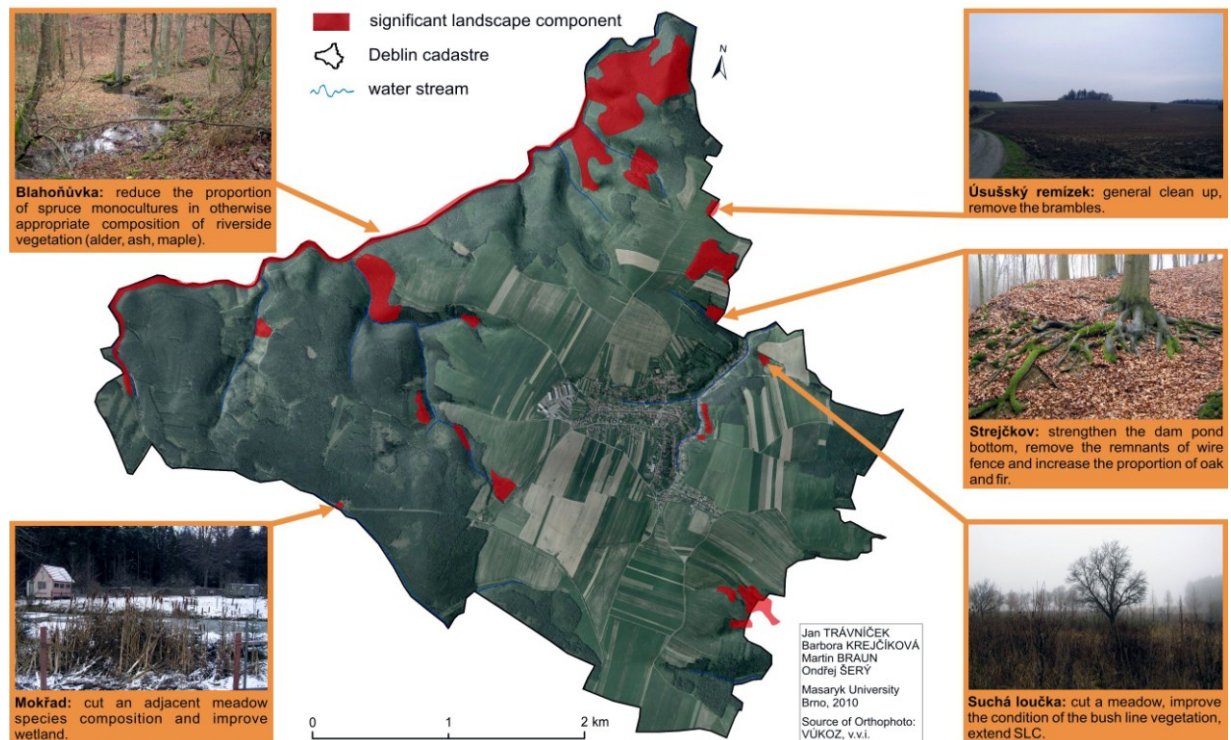 significant landscape component
Deblin cadastre
water stream
N
Blahoňůvka: reduce the proportion
of spruce monocultures in otherwise
appropriate composition of riverside
vegetation (alder, ash, maple).
Úsušský remízek: general clean up,
remove the brambles.
Strejčkov: strengthen the dam pond
bottom, remove the remnants of wire
fence and increase the proportion of oak
and fir.
Mokřad: cut an adjacent meadow
species composition and improve
wetland.
Suchá loučka: cut a meadow, improve
the condition of the bush line vegetation,
extend SLC.
0 1 2 km
Jan TRÁVNÍČEK
Barbora KREJČÍKOVÁ
Martin BRAUN
Ondřej ŠERÝ
Masaryk University
Brno, 2010
Source of Orthophoto:
VÚKOZ, v.v.i.